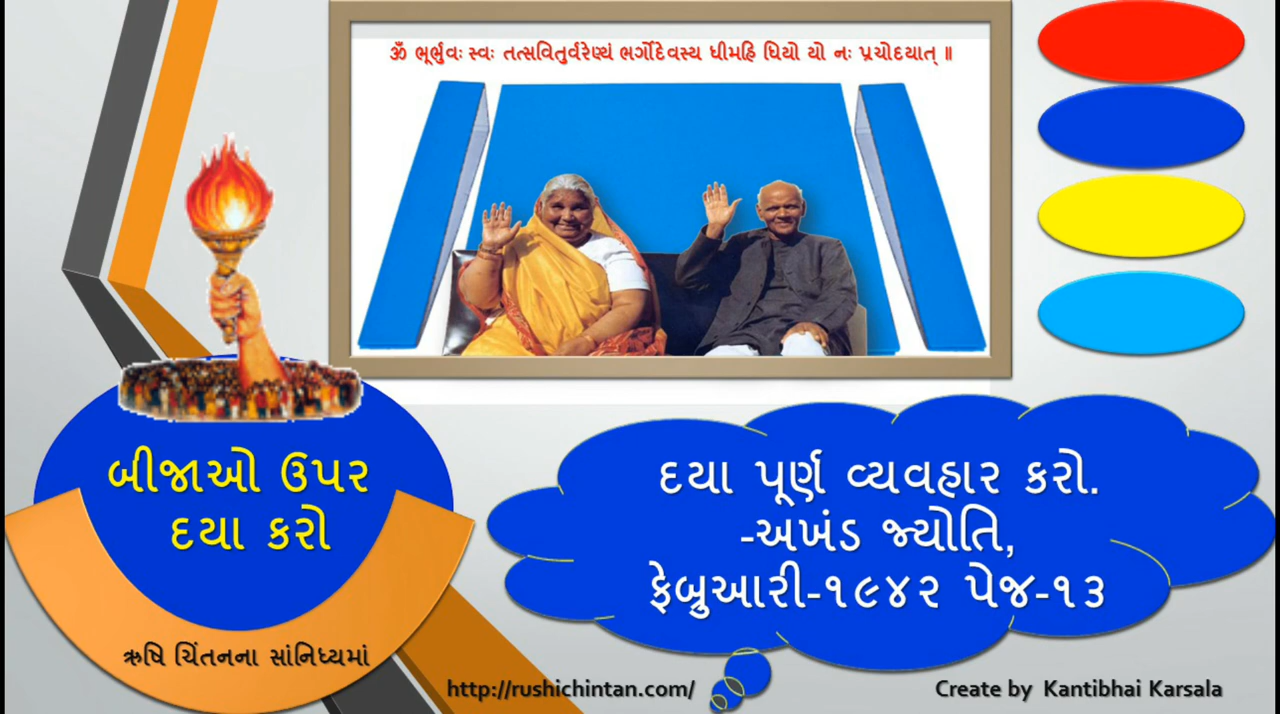 ૐ ભૂર્ભુવઃ સ્વઃ તત્સવિતુર્વરેણ્યં ભર્ગોદેવસ્ય ધીમહિ ધિયો યો નઃ પ્રચોદયાત્ ॥
બીજાઓ ઉપર
દયા કરો
દયા પૂર્ણ વ્યવહાર કરો.
-અખંડ જ્યોતિ,
ફેબ્રુઆરી-૧૯૪૨ પેજ-૧૩
ઋષિ ચિંતનના સાંનિધ્યમાં
http://rushichintan.com/
Create by Kantibhai Karsala